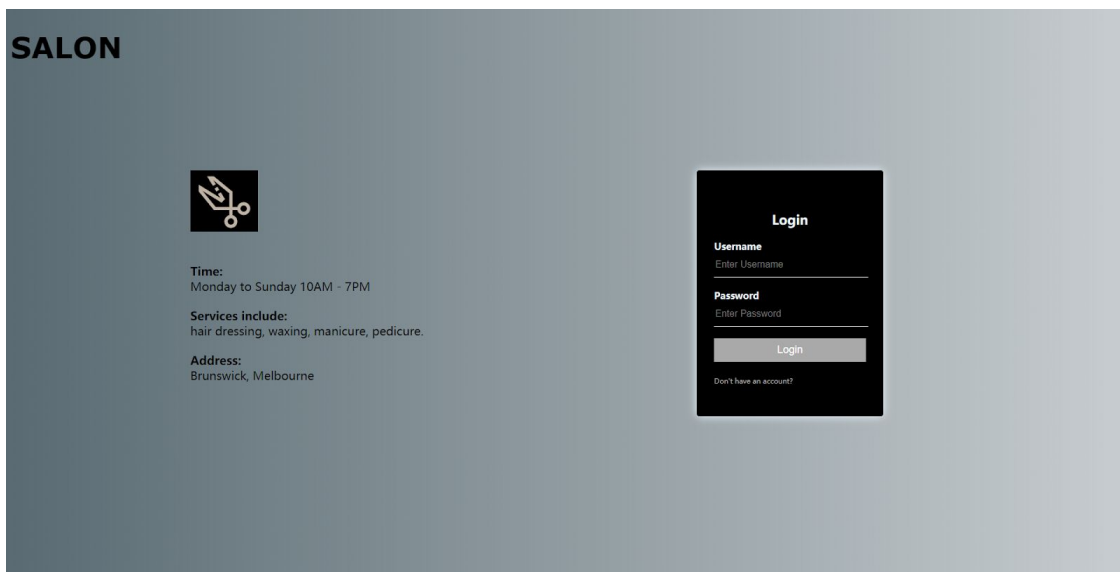 SALON
Time:
Monday to Sunday 10AM - 7PM
Services include:
hair dressing, waxing, manicure, pedicure.
Address:
Brunswick, Melbourne
Login
Username
Enter Username
Password
Enter Password
Login
Don't have an account?